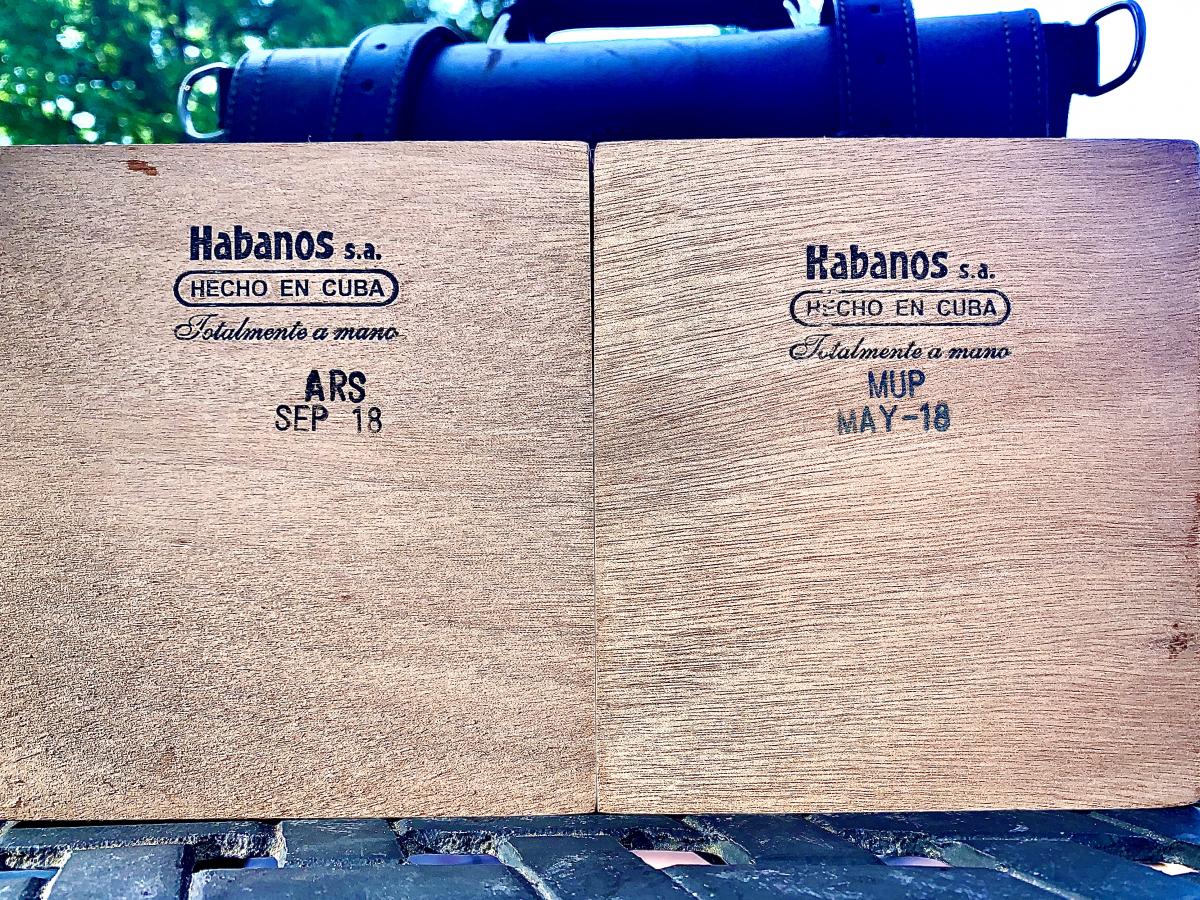 Habanos s.a.
HECHO EN CUBA
Totalmente a mano
ARS
SEP 18
Habanos s.a.
HECHO EN CUBA
Totalmente a mano
MUP
MAY-18